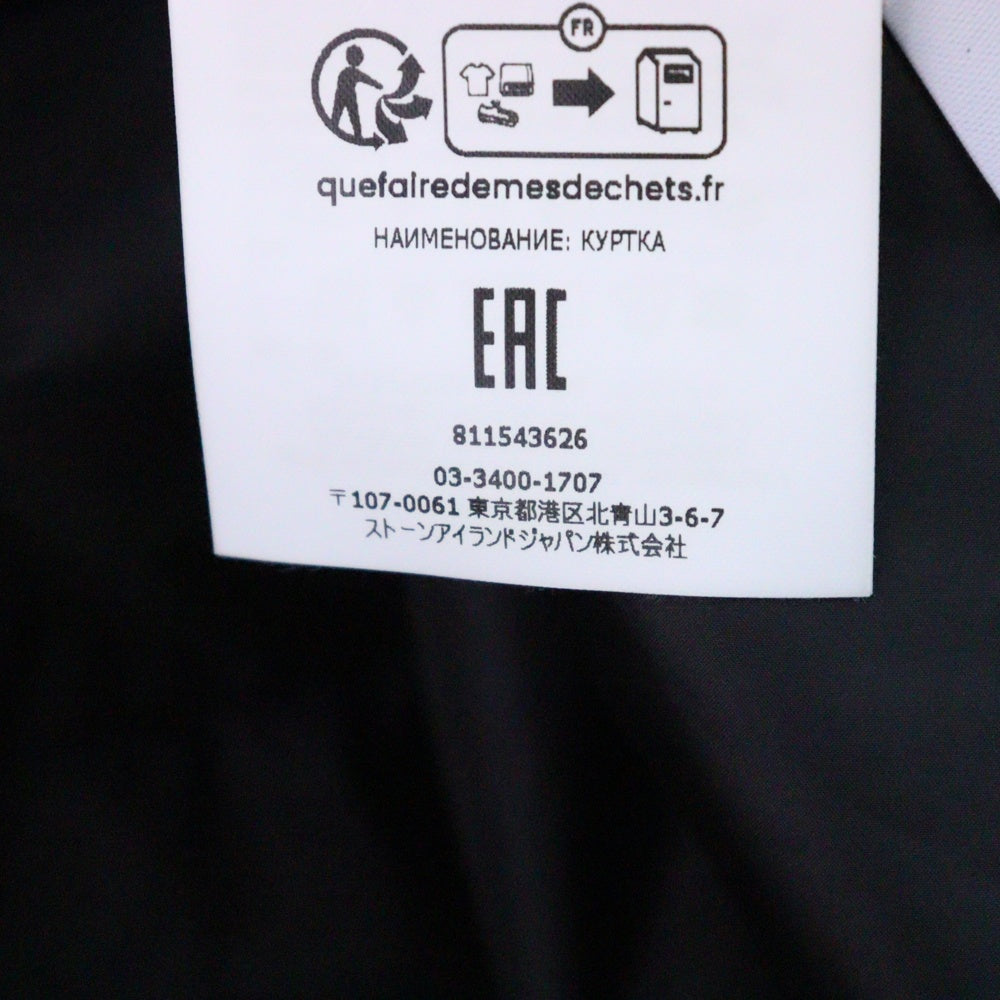 FR
quefairedemesdechets.fr
НАИМЕНОВАНИЕ: КУРТКА
EAC
811543626
03-3400-1707
〒107-0061 東京都港区北青山3-6-7
ストーンアイランドジャパン株式会社